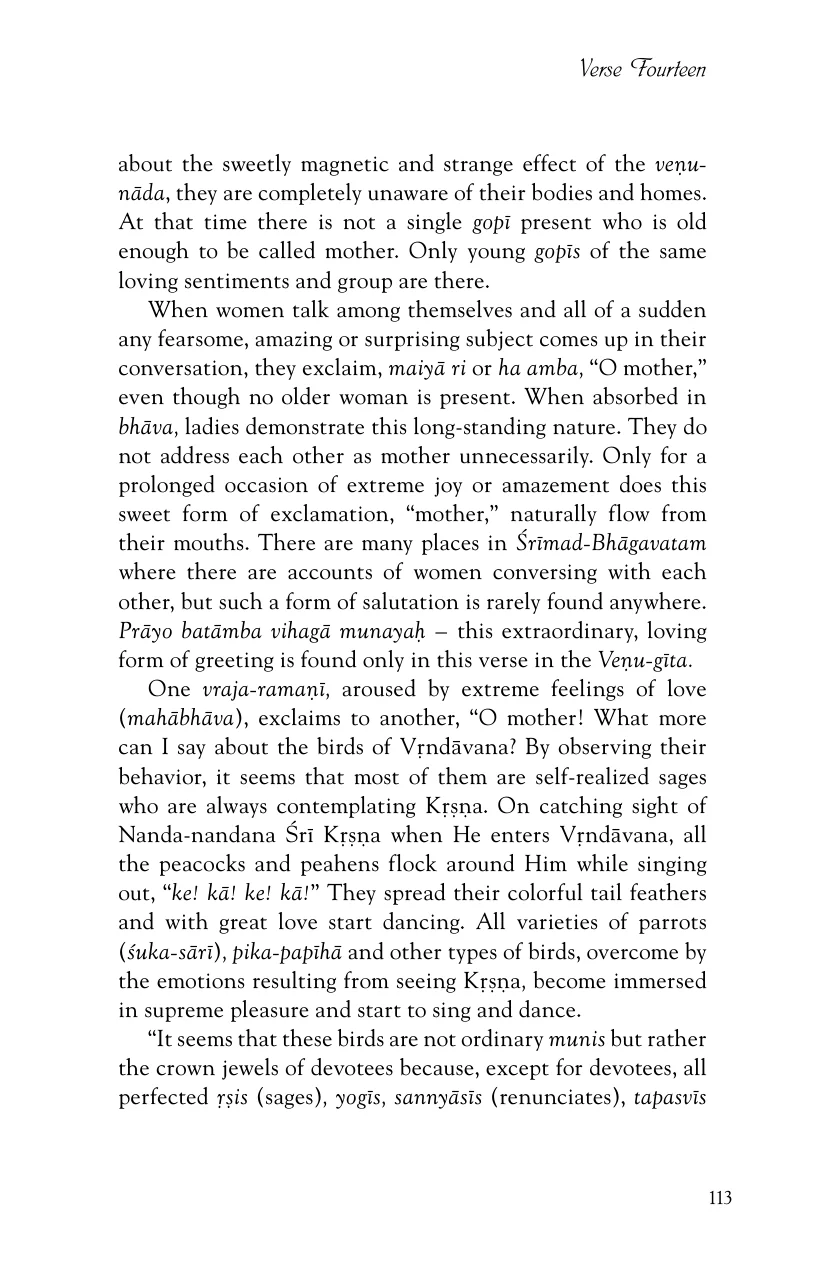 Verse Fourteen
about the sweetly magnetic and strange effect of the veṇu-
nāda, they are completely unaware of their bodies and homes.
At that time there is not a single gopī present who is old
enough to be called mother. Only young gopīs of the same
loving sentiments and group are there.
When women talk among themselves and all of a sudden
any fearsome, amazing or surprising subject comes up in their
conversation, they exclaim, maiyā ri or ha amba, “O mother,”
even though no older woman is present. When absorbed in
bhāva, ladies demonstrate this long-standing nature. They do
not address each other as mother unnecessarily. Only for a
prolonged occasion of extreme joy or amazement does this
sweet form of exclamation, “mother,” naturally flow from
their mouths. There are many places in Śrīmad-Bhāgavatam
where there are accounts of women conversing with each
other, but such a form of salutation is rarely found anywhere.
Prāyo batāmba vihagā munayaḥ – this extraordinary, loving
form of greeting is found only in this verse in the Veṇu-gīta.
One vraja-ramaṇī, aroused by extreme feelings of love
(mahābhāva), exclaims to another, “O mother! What more
can I say about the birds of Vṛndāvana? By observing their
behavior, it seems that most of them are self-realized sages
who are always contemplating Kṛṣṇa. On catching sight of
Nanda-nandana Śrī Kṛṣṇa when He enters Vṛndāvana, all
the peacocks and peahens flock around Him while singing
out, “ke! kā! ke! kā!” They spread their colorful tail feathers
and with great love start dancing. All varieties of parrots
(śuka-sārī), pika-papīhā and other types of birds, overcome by
the emotions resulting from seeing Kṛṣṇa, become immersed
in supreme pleasure and start to sing and dance.
“It seems that these birds are not ordinary munis but rather
the crown jewels of devotees because, except for devotees, all
perfected ṛṣis (sages), yogīs, sannyāsīs (renunciates), tapasvīs
113